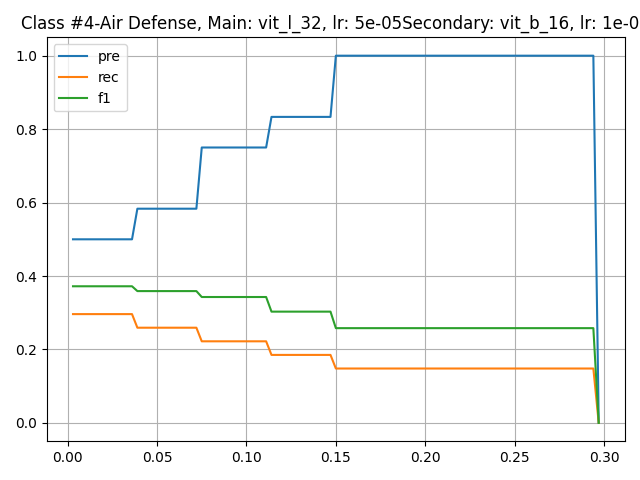 Class #4-Air Defense, Main: vit_l_32, lr: 5e-05Secondary: vit_b_16, lr: 1e-0
pre
rec
f1
1.0
0.8
0.6
0.4
0.2
0.0
0.00 0.05 0.10 0.15 0.20 0.25 0.30